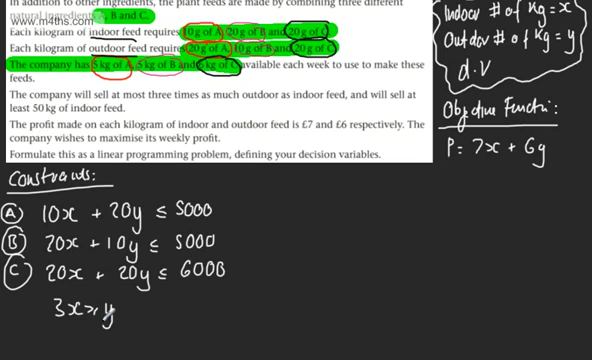 In addition to other ingredients, the plant feeds are made by combining three different
natural ingredients A, B and C.
www.m4ths.com
Each kilogram of indoor feed requires 10 g of A, 20 g of B and 20 g of C.
Each kilogram of outdoor feed requires 20 g of A, 10 g of B and 20 g of C.
The company has 5 kg of A, 5 kg of B and 6 kg of C available each week to use to make these
feeds.
The company will sell at most three times as much outdoor as indoor feed, and will sell at
least 50 kg of indoor feed.
The profit made on each kilogram of indoor and outdoor feed is £7 and £6 respectively. The
company wishes to maximise its weekly profit.
Formulate this as a linear programming problem, defining your decision variables.
Indoor # of Kg = x
Outdoor # of Kg = y
d.V
Objective Functi:
P = 7x + 6y
Constraints:
(A) 10x + 20y ≤ 5000
(B) 20x + 10y ≤ 5000
(C) 20x + 20y ≤ 6000
3x ≥ y